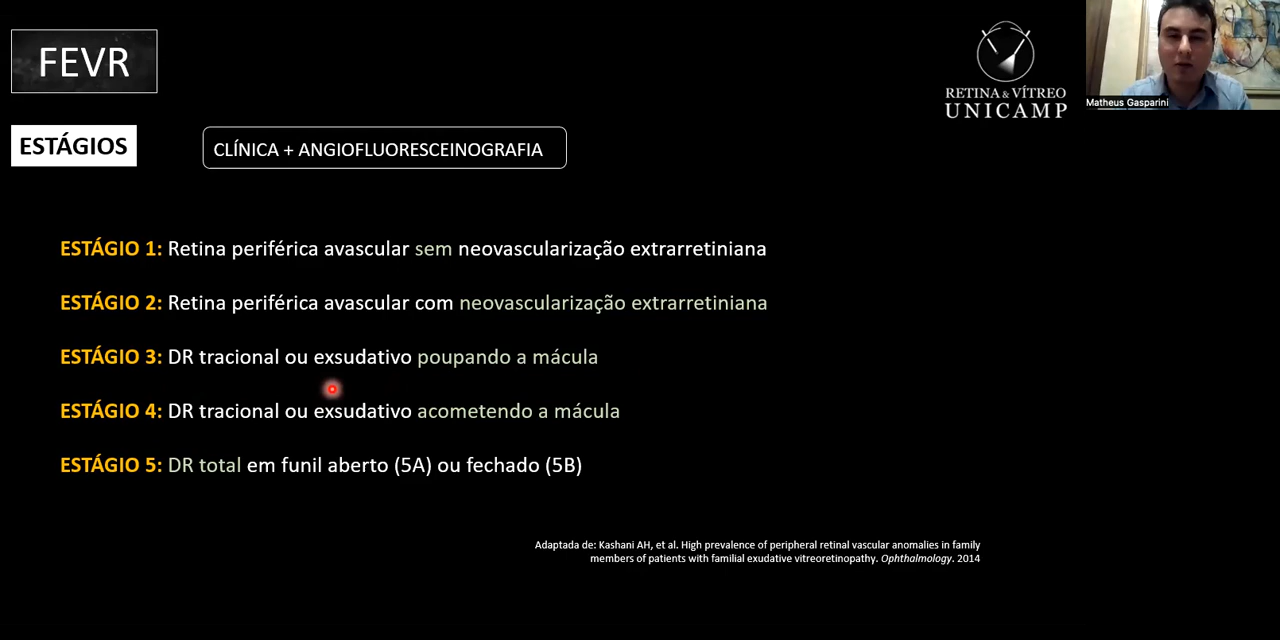 FEVR
RETINA & VÍTREO
UNICAMP
Matheus Gasparini
ESTÁGIOS
CLÍNICA + ANGIOFLUORESCEINOGRAFIA
ESTÁGIO 1: Retina periférica avascular sem neovascularização extrarretiniana
ESTÁGIO 2: Retina periférica avascular com neovascularização extrarretiniana
ESTÁGIO 3: DR tracional ou exsudativo poupando a mácula
ESTÁGIO 4: DR tracional ou exsudativo acometendo a mácula
ESTÁGIO 5: DR total em funil aberto (5A) ou fechado (5B)
Adaptada de: Kashani AH, et al. High prevalence of peripheral retinal vascular anomalies in family
members of patients with familial exudative vitreoretinopathy. Ophthalmology. 2014